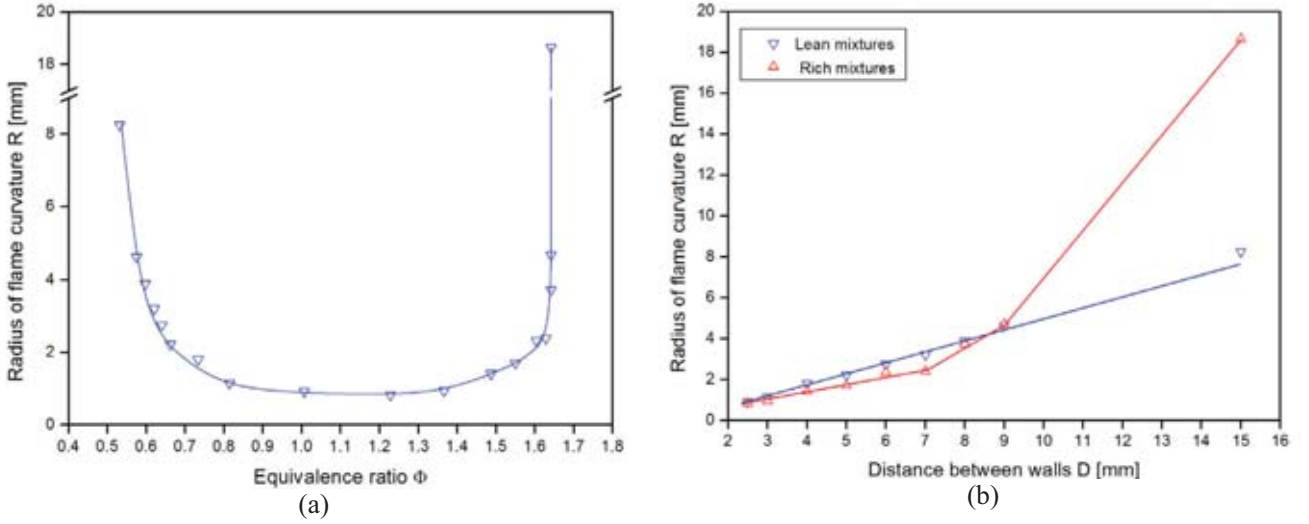 20
18
8
6
4
2
0
0.4 0.5 0.6 0.7 0.8 0.9 1.0 1.1 1.2 1.3 1.4 1.5 1.6 1.7 1.8
Radius of flame curvature R [mm]
Equivalence ratio Φ
(a)
Lean mixtures
Rich mixtures
20
18
16
14
12
10
8
6
4
2
0
2 3 4 5 6 7 8 9 10 11 12 13 14 15 16
Radius of flame curvature R [mm]
Distance between walls D [mm]
(b)